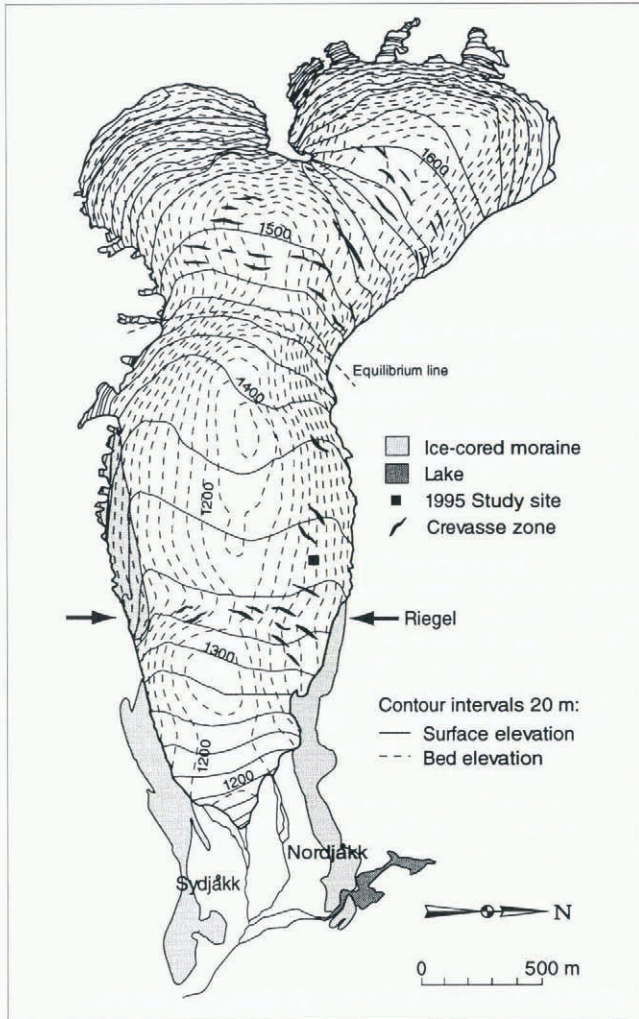 1600
1500
Equilibrium line
1400
Ice-cored moraine
Lake
1200
1995 Study site
Crevasse zone
Riegel
1300
Contour intervals 20 m:
Surface elevation
Bed elevation
1200
1200
Nordjåkk
Sydjåkk
N
0 500 m